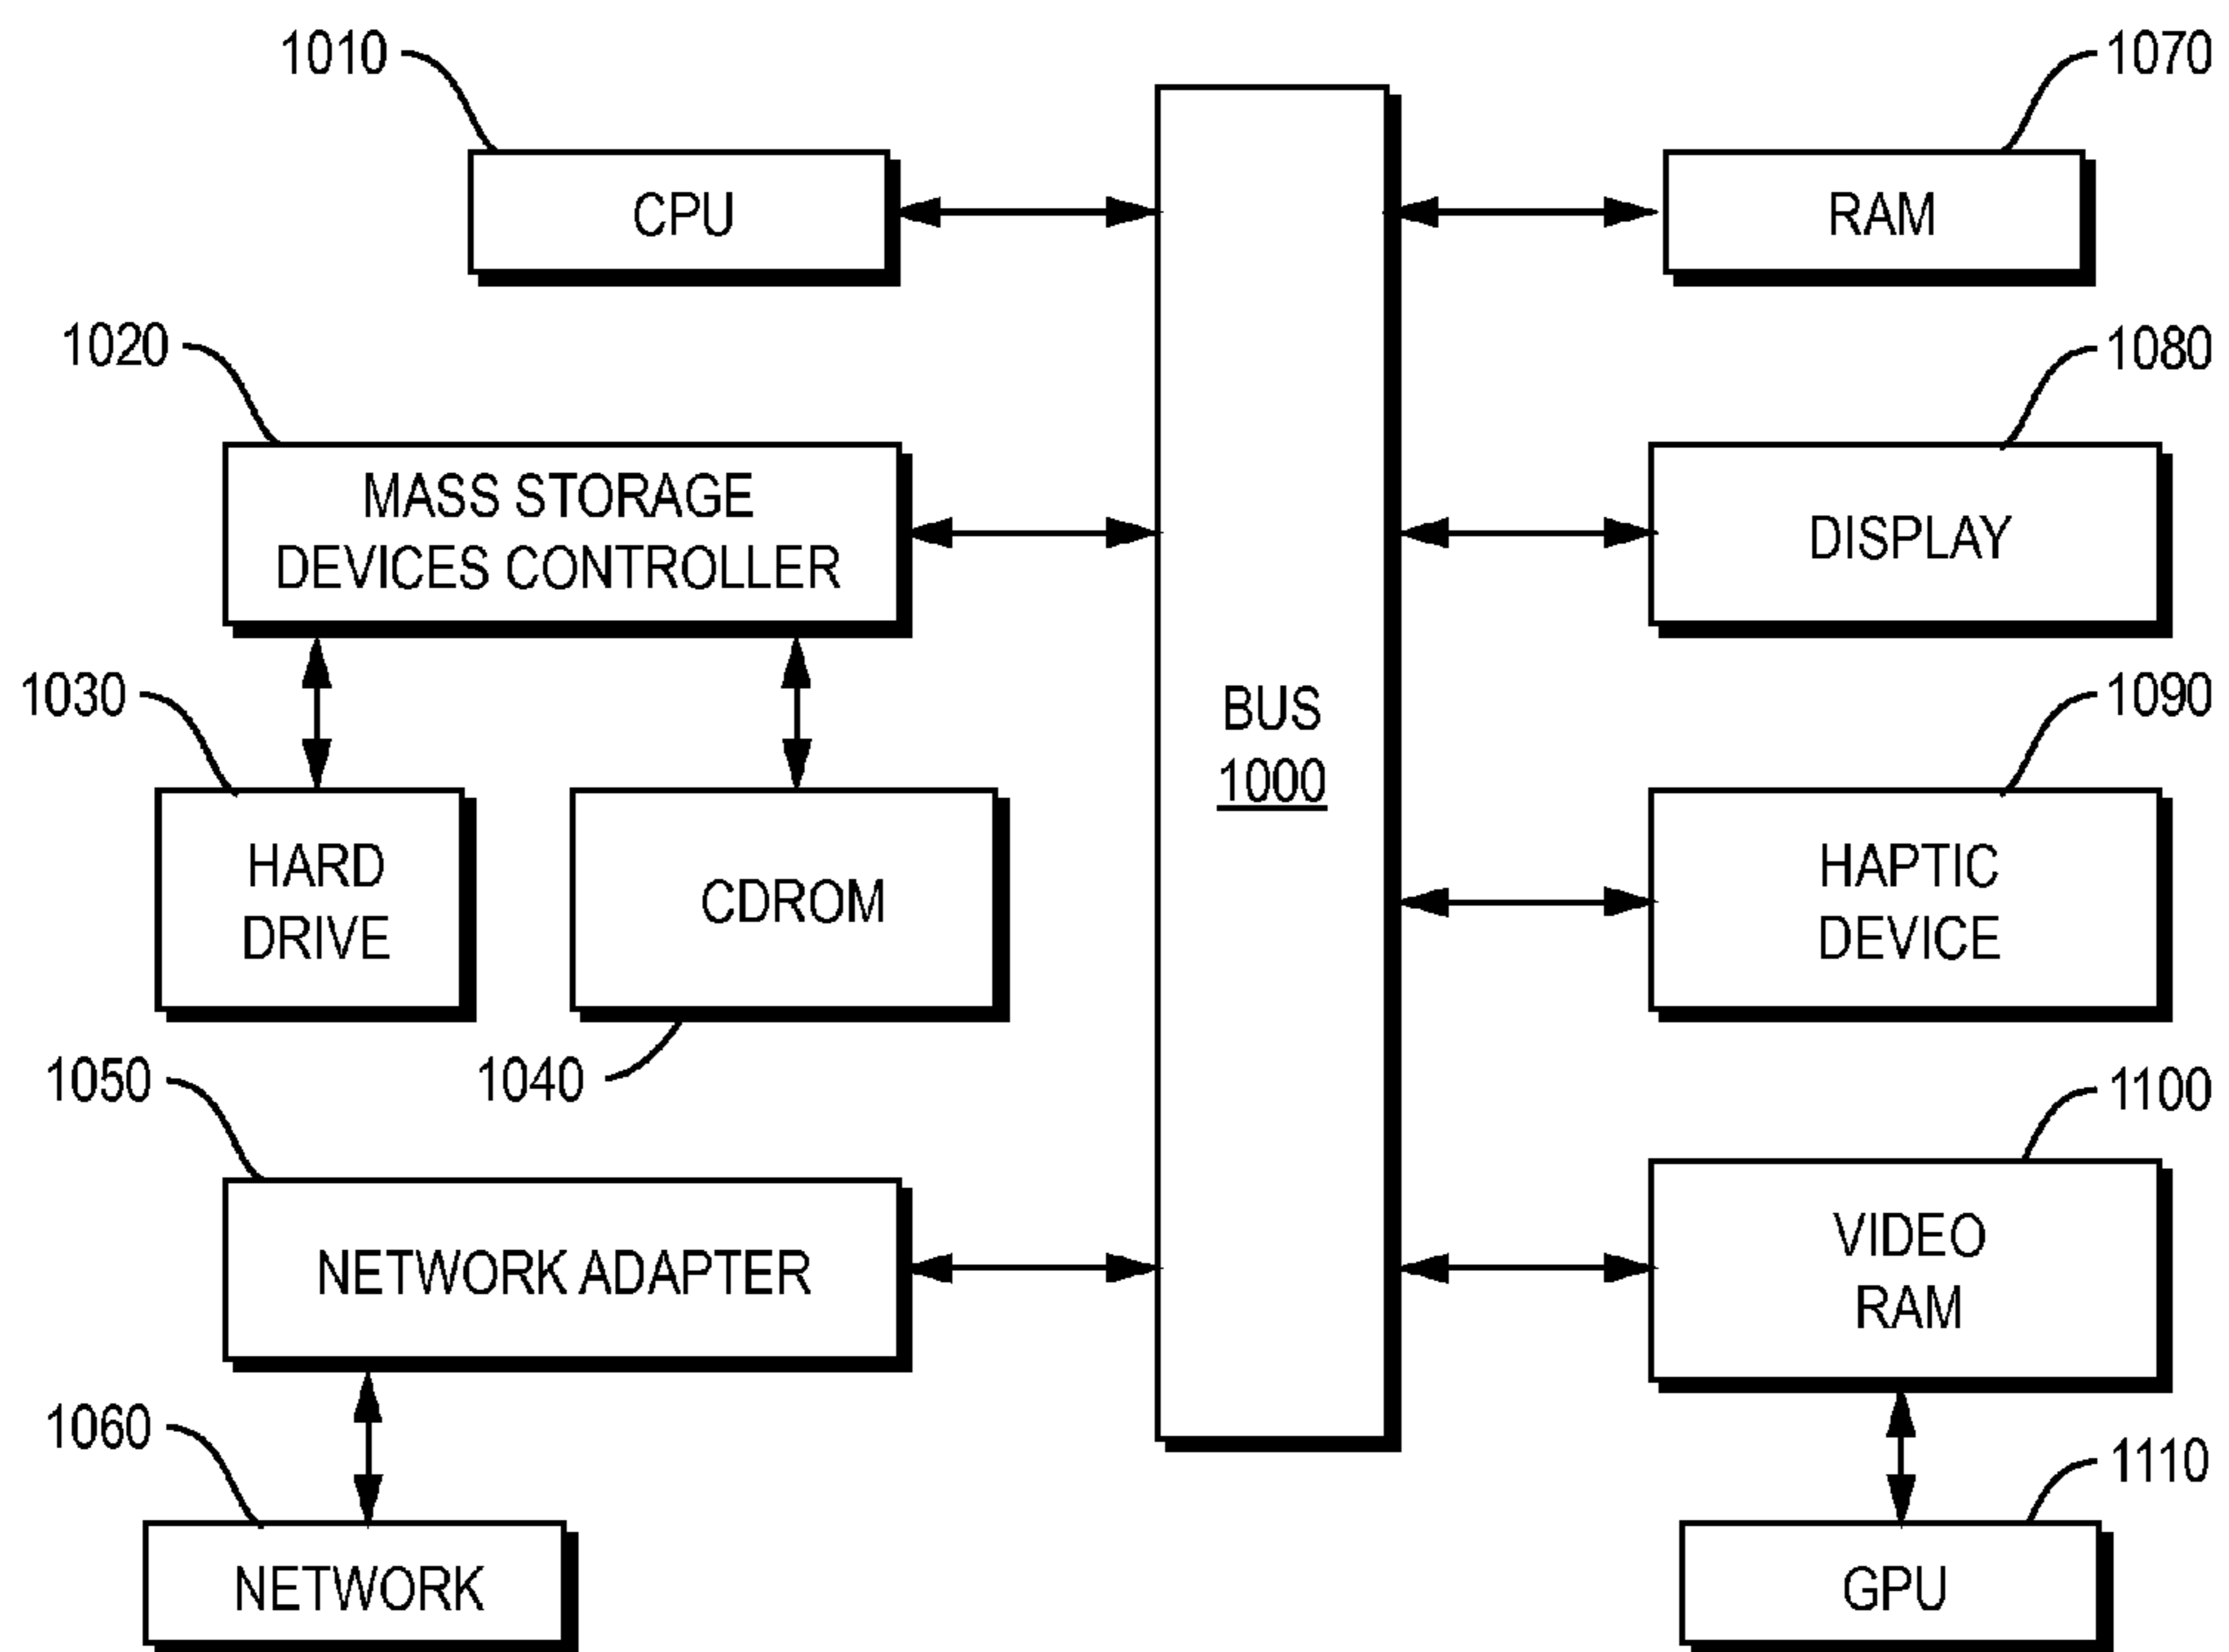 1010
CPU
1020
MASS STORAGE
DEVICES CONTROLLER
1030
HARD
DRIVE
CDROM
1040
1050
NETWORK ADAPTER
1060
NETWORK
BUS
1000
1070
RAM
1080
DISPLAY
1090
HAPTIC
DEVICE
1100
VIDEO
RAM
1110
GPU